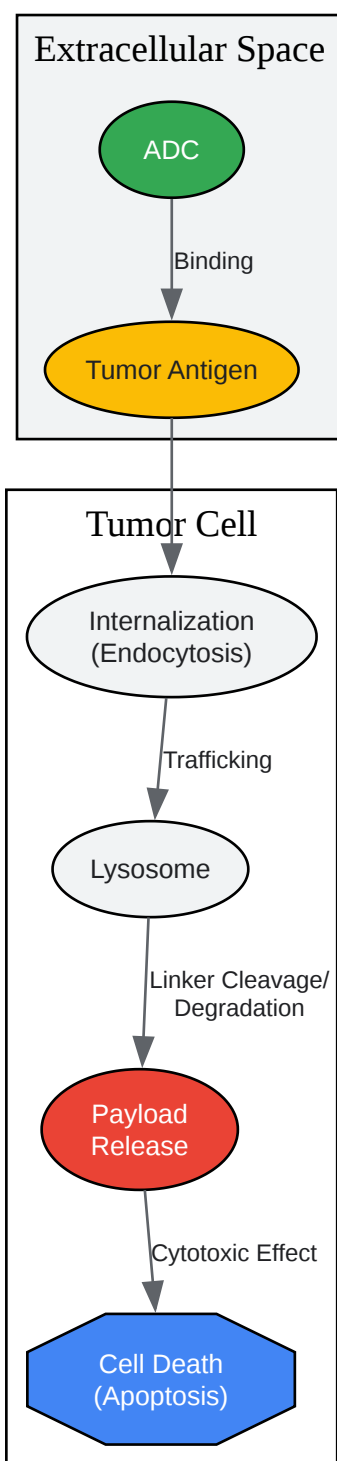 Extracellular Space
ADC
Binding
Tumor Antigen
Tumor Cell
Internalization
(Endocytosis)
Trafficking
Lysosome
Linker Cleavage/
Degradation
Payload
Release
Cytotoxic Effect
Cell Death
(Apoptosis)